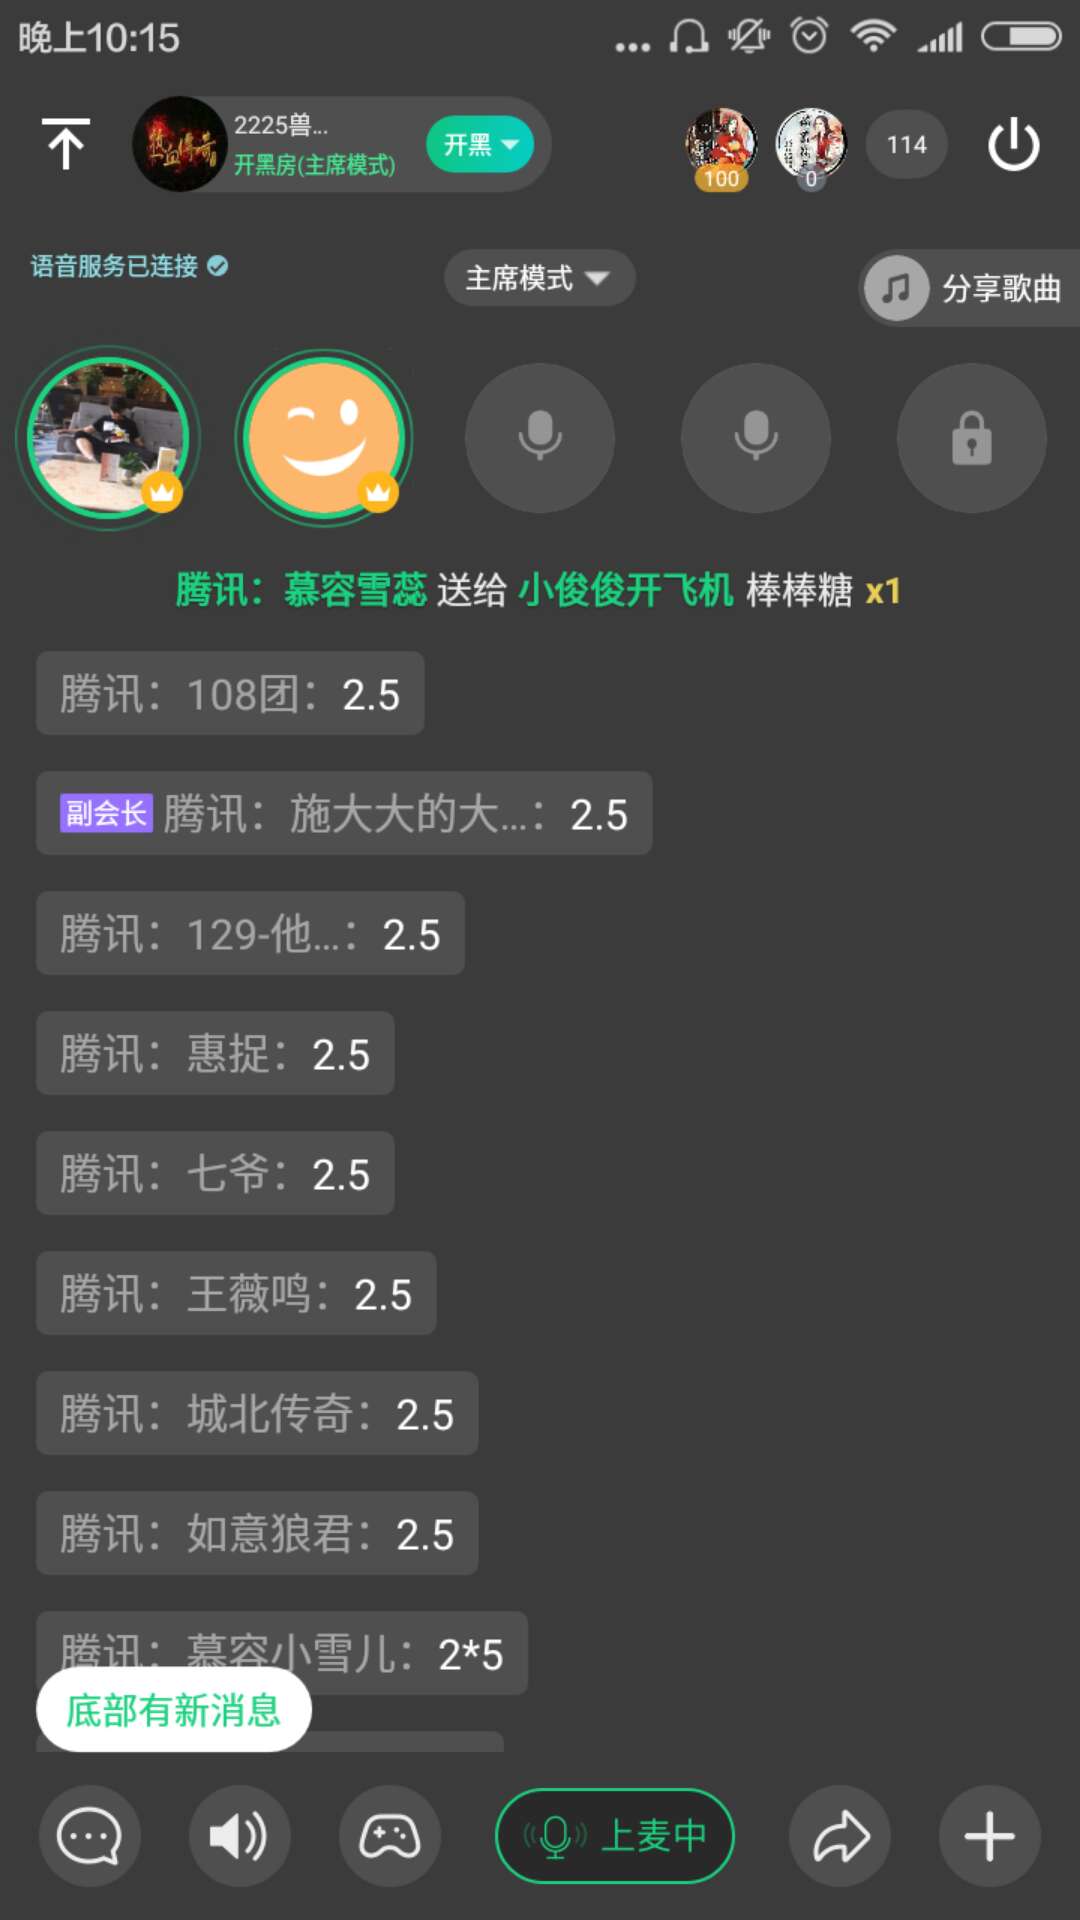 晚上10:15
2225兽...
开黑房(主席模式)
开黑
100
0
114
语音服务已连接
主席模式
分享歌曲
腾讯：慕容雪蕊 送给 小俊俊开飞机 棒棒糖 x1
腾讯：108团：2.5
副会长 腾讯：施大大的大...：2.5
腾讯：129-他...：2.5
腾讯：惠捉：2.5
腾讯：七爷：2.5
腾讯：王薇鸣：2.5
腾讯：城北传奇：2.5
腾讯：如意狼君：2.5
腾讯：慕容小雪儿：2*5
底部有新消息
上麦中